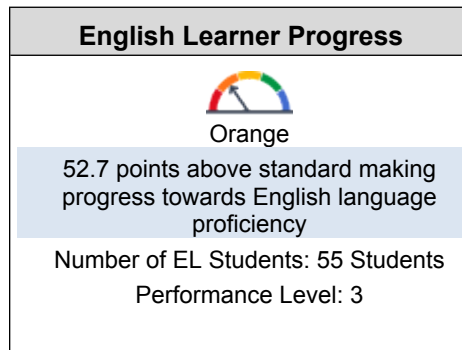 English Learner Progress
Orange
52.7 points above standard making
progress towards English language
proficiency
Number of EL Students: 55 Students
Performance Level: 3